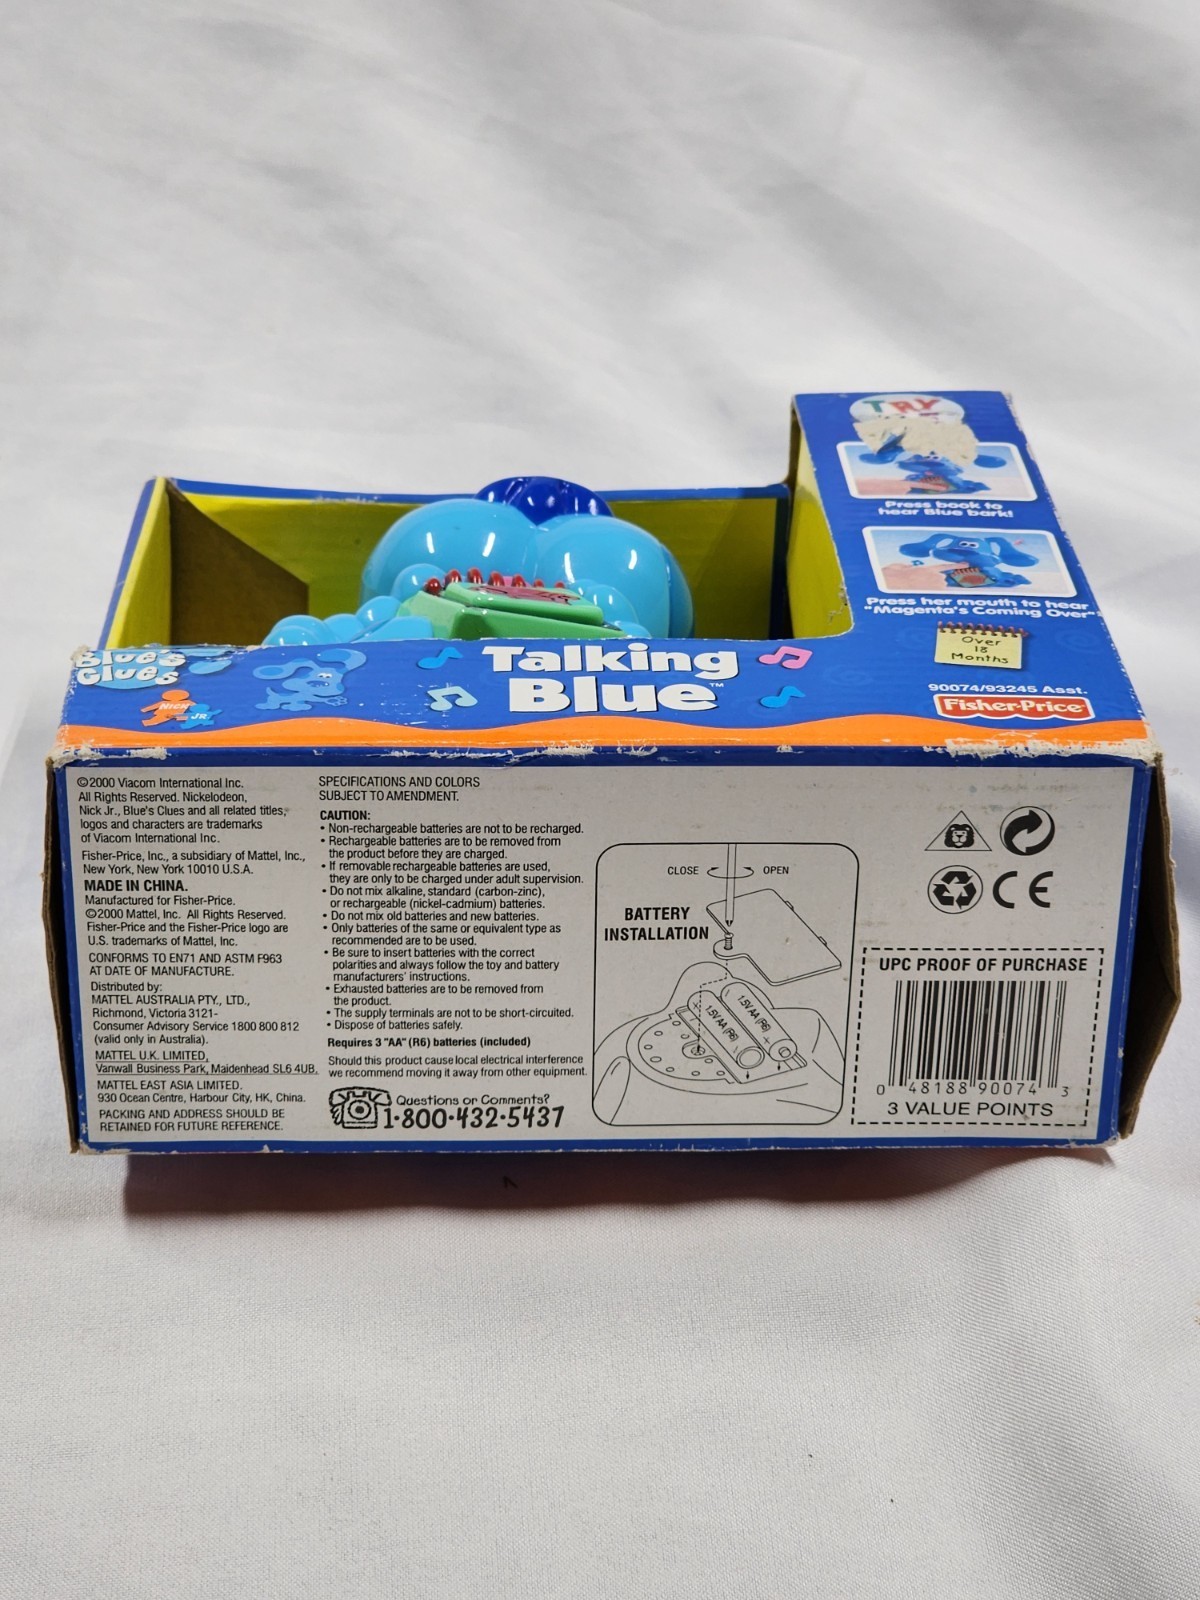 TRY
Press book to
hear Blue bark!
Press her mouth to hear
"Magenta's Coming Over"
Over
18
Months
90074/93245 Asst.
Fisher-Price
Blue's
Clues
NICK
JR.
Talking
Blue™
©2000 Viacom International Inc.
All Rights Reserved. Nickelodeon,
Nick Jr., Blue's Clues and all related titles,
logos and characters are trademarks
of Viacom International Inc.
Fisher-Price, Inc., a subsidiary of Mattel, Inc.,
New York, New York 10010 U.S.A.
MADE IN CHINA.
Manufactured for Fisher-Price.
©2000 Mattel, Inc. All Rights Reserved.
Fisher-Price and the Fisher-Price logo are
U.S. trademarks of Mattel, Inc.
CONFORMS TO EN71 AND ASTM F963
AT DATE OF MANUFACTURE.
Distributed by:
MATTEL AUSTRALIA PTY., LTD.,
Richmond, Victoria 3121-
Consumer Advisory Service 1800 800 812
(valid only in Australia).
MATTEL U.K. LIMITED,
Vanwall Business Park, Maidenhead SL6 4UB.
MATTEL EAST ASIA LIMITED.
930 Ocean Centre, Harbour City, HK, China.
PACKING AND ADDRESS SHOULD BE
RETAINED FOR FUTURE REFERENCE.
SPECIFICATIONS AND COLORS
SUBJECT TO AMENDMENT.
CAUTION:
• Non-rechargeable batteries are not to be recharged.
• Rechargeable batteries are to be removed from
the product before they are charged.
• If removable rechargeable batteries are used,
they are only to be charged under adult supervision.
• Do not mix alkaline, standard (carbon-zinc),
or rechargeable (nickel-cadmium) batteries.
• Do not mix old batteries and new batteries.
• Only batteries of the same or equivalent type as
recommended are to be used.
• Be sure to insert batteries with the correct
polarities and always follow the toy and battery
manufacturers' instructions.
• Exhausted batteries are to be removed from
the product.
• The supply terminals are not to be short-circuited.
• Dispose of batteries safely.
Requires 3 "AA" (R6) batteries (included)
Should this product cause local electrical interference
we recommend moving it away from other equipment.
Questions or Comments?
1·800·432·5437
CLOSE OPEN
BATTERY
INSTALLATION
1.5V AA (R6)
1.5V AA (R6)
CE
UPC PROOF OF PURCHASE
0 48188 90074 3
3 VALUE POINTS